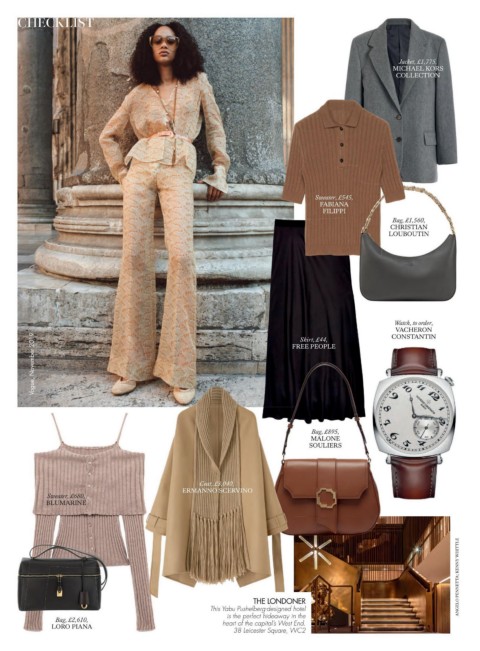 CHECKLIST
Jacket, £1,775,
MICHAEL KORS
COLLECTION
Sweater, £545,
FABIANA
FILIPPI
Bag, £1,560,
CHRISTIAN
LOUBOUTIN
Skirt, £44,
FREE PEOPLE
Watch, to order,
VACHERON
CONSTANTIN
Bag, £895,
MALONE
SOULIERS
Sweater, £680,
BLUMARINE
ERMANNO SCERVINO
Bag, £2,610,
LORO PIANA
THE LONDONER
This Yabu Pushelberg-designed hotel
is the perfect hideaway in the
heart of the capital's West End.
38 Leicester Square, WC2